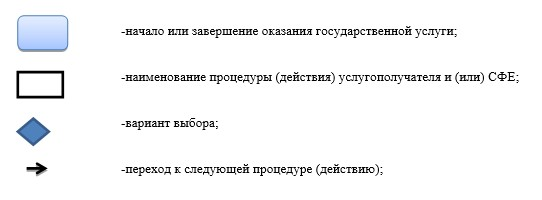 -начало или завершение оказания государственной услуги;
-наименование процедуры (действия) услугополучателя и (или) СФЕ;
-вариант выбора;
-переход к следующей процедуре (действию);